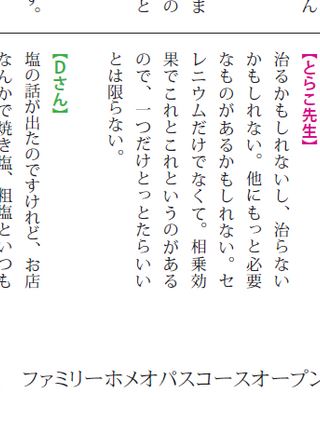 ん
ま
の
と
す。
【とらこ先生】
治るかもしれないし、治らない
かもしれない。他にもっと必要
なものがあるかもしれない。セ
レニウムだけでなくて。相乗効
果でこれとこれというのがある
ので、一つだけとったらいい
とは限らない。
【Dさん】
塩の話が出たのですけれど、お店
なんかで焼き塩、粗塩といつも
ファミリーホメオパスコースオープン